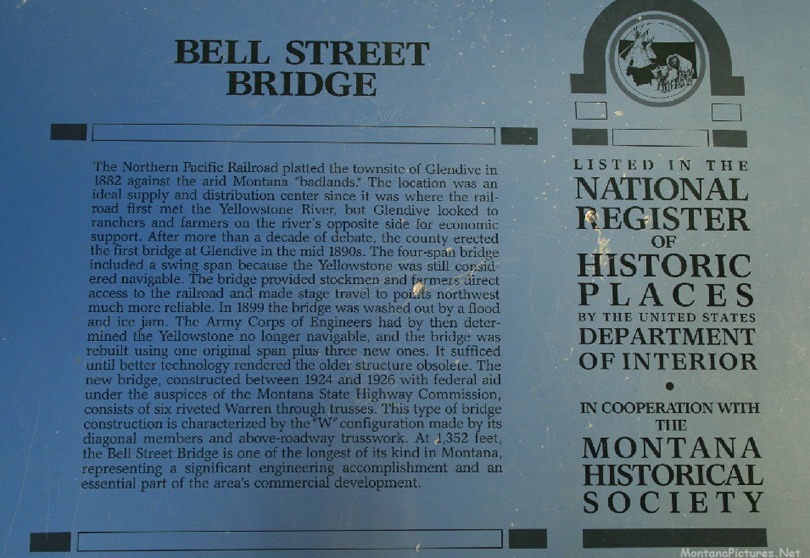 BELL STREET
BRIDGE
The Northern Pacific Railroad platted the townsite of Glendive in
1882 against the arid Montana "badlands." The location was an
ideal supply and distribution center since it was where the rail-
road first met the Yellowstone River, but Glendive looked to
ranchers and farmers on the river's opposite side for economic
support. After more than a decade of debate, the county erected
the first bridge at Glendive in the mid 1890s. The four-span bridge
included a swing span because the Yellowstone was still consid-
ered navigable. The bridge provided stockmen and farmers direct
access to the railroad and made stage travel to points northwest
much more reliable. In 1899 the bridge was washed out by a flood
and ice jam. The Army Corps of Engineers had by then deter-
mined the Yellowstone no longer navigable, and the bridge was
rebuilt using one original span plus three new ones. It sufficed
until better technology rendered the older structure obsolete. The
new bridge, constructed between 1924 and 1926 with federal aid
under the auspices of the Montana State Highway Commission,
consists of six riveted Warren through trusses. This type of bridge
construction is characterized by the "W" configuration made by its
diagonal members and above-roadway trusswork. At 1,352 feet,
the Bell Street Bridge is one of the longest of its kind in Montana,
representing a significant engineering accomplishment and an
essential part of the area's commercial development.
LISTED IN THE
NATIONAL
REGISTER
OF
HISTORIC
PLACES
BY THE UNITED STATES
DEPARTMENT
OF INTERIOR
•
IN COOPERATION WITH
THE
MONTANA
HISTORICAL
SOCIETY
MontanaPictures.Net